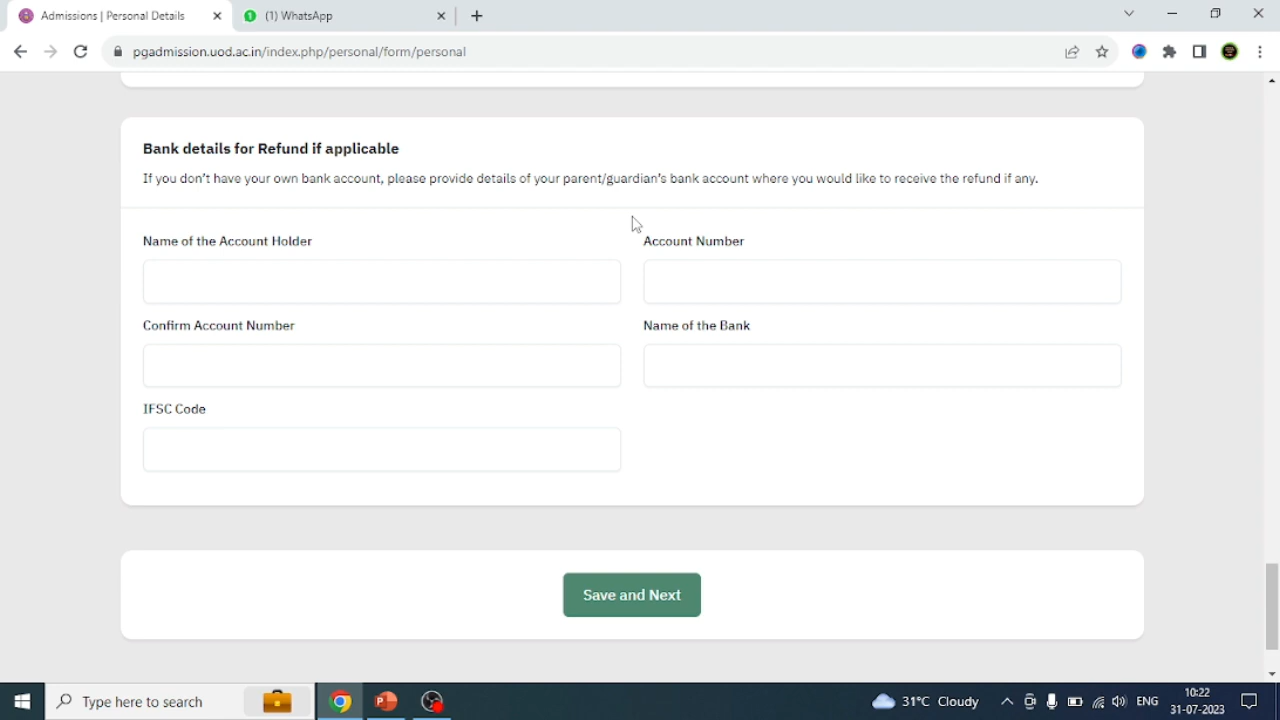 Admissions | Personal Details
(1) WhatsApp
pgadmission.uod.ac.in/index.php/personal/form/personal
Bank details for Refund if applicable
If you don't have your own bank account, please provide details of your parent/guardian's bank account where you would like to receive the refund if any.
Name of the Account Holder
Account Number
Confirm Account Number
Name of the Bank
IFSC Code
Save and Next
Type here to search
31°C Cloudy
ENG
10:22
31-07-2023